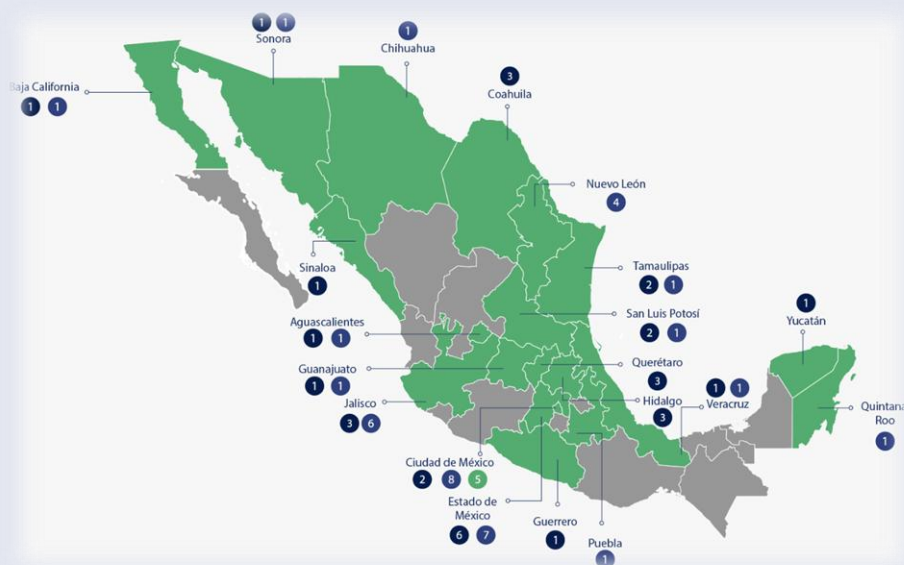 1 1
Sonora
1
Chihuahua
3
Coahuila
Baja California
1 1
Nuevo León
4
Sinaloa
1
Tamaulipas
2 1
Aguascalientes
1 1
San Luis Potosí
2 1
1
Yucatán
Guanajuato
1 1
Querétaro
3
Jalisco
3 6
Hidalgo
3
1 1
Veracruz
Quintana
Roo
1
Ciudad de México
2 8 5
Estado de
México
6 7
Guerrero
1
Puebla
1